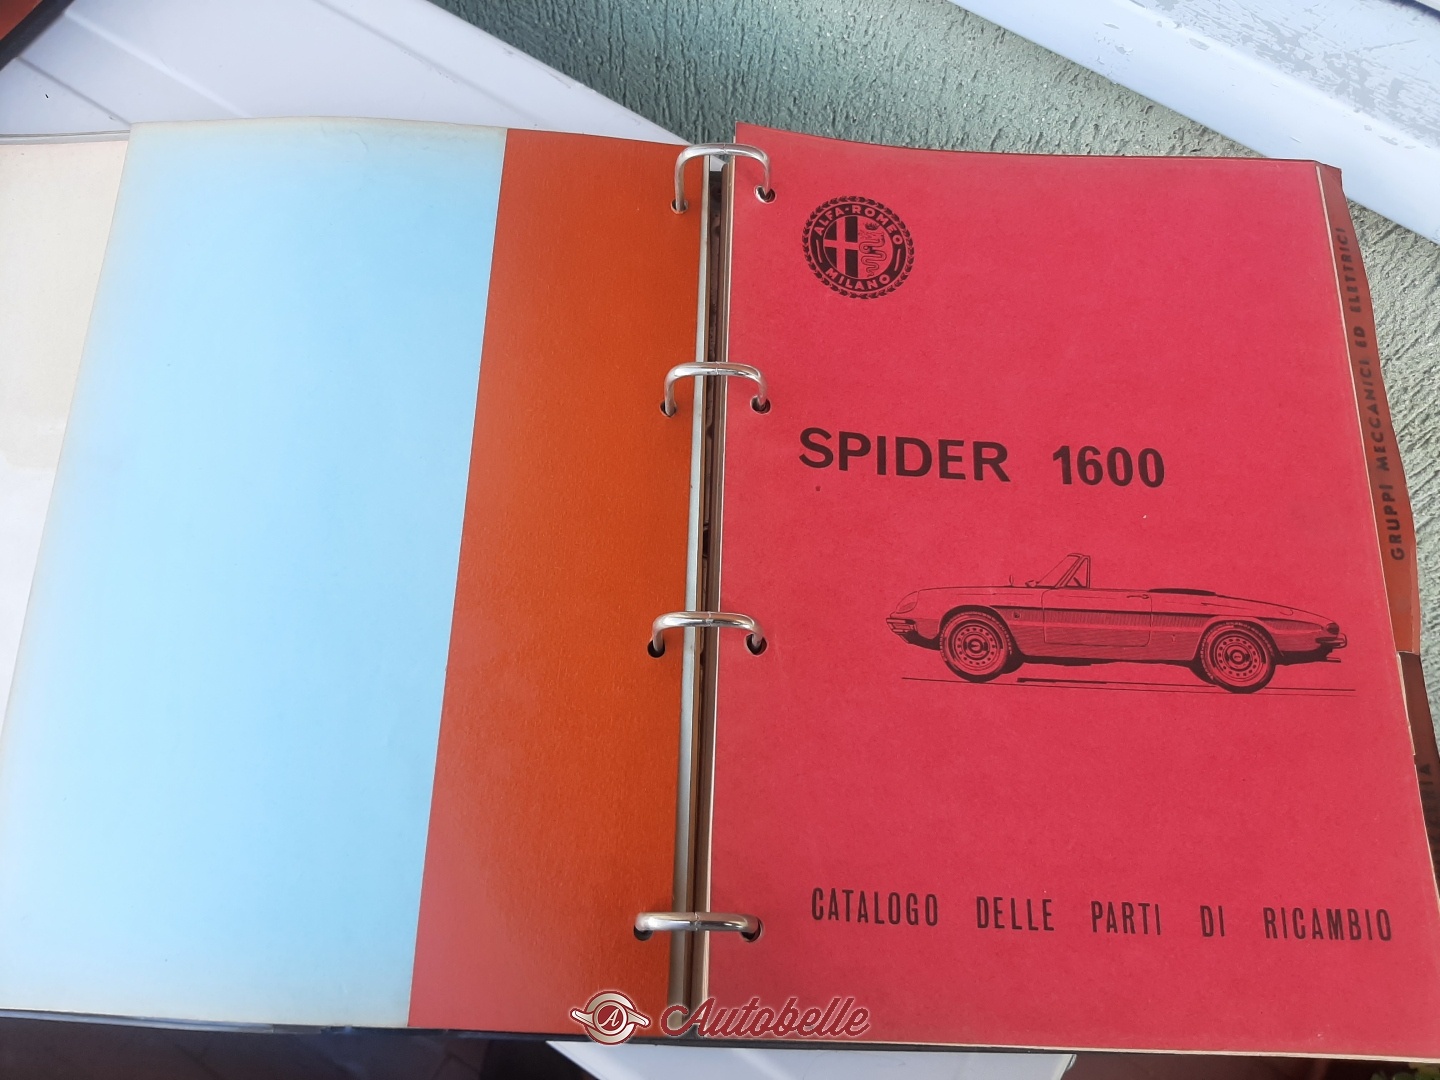 ALFA·ROMEO
MILANO
SPIDER 1600
CATALOGO DELLE PARTI DI RICAMBIO
GRUPPI MECCANICI ED ELETTRICI
A
Autobelle